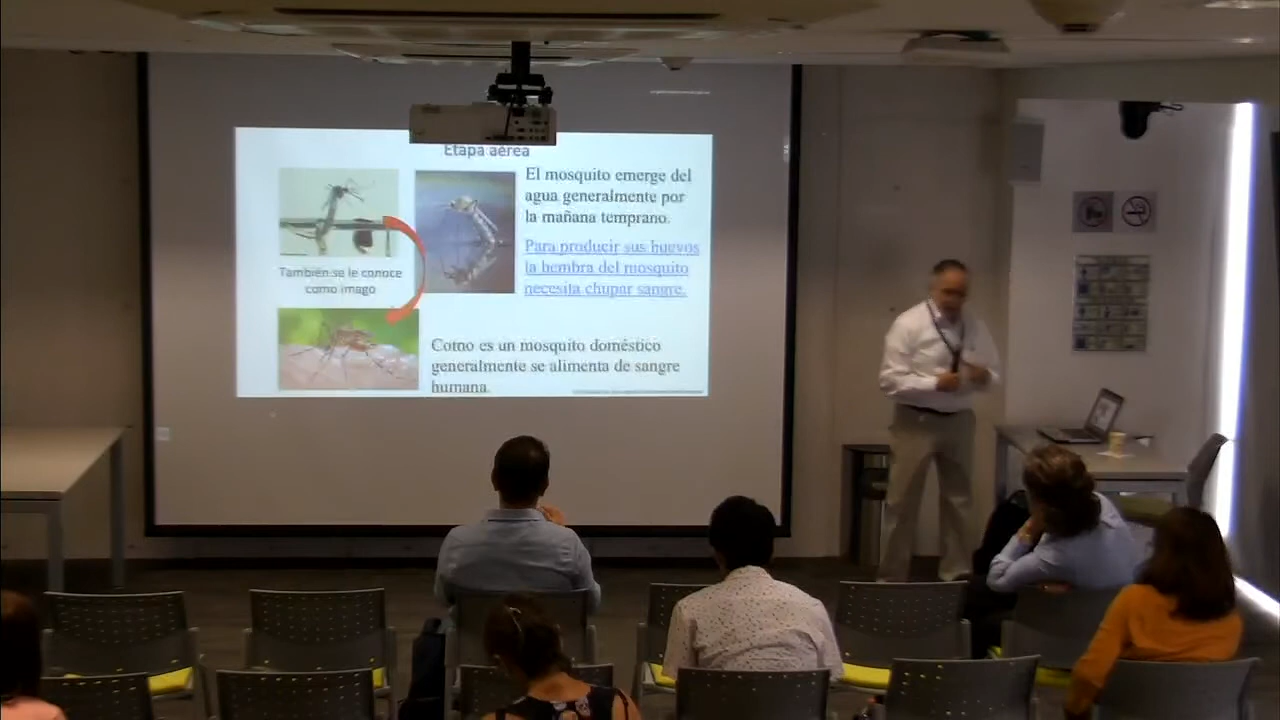 Etapa aérea
El mosquito emerge del
agua generalmente por
la mañana temprano.
Para producir sus huevos
la hembra del mosquito
necesita chupar sangre.
También se le conoce
como imago
Como es un mosquito doméstico
generalmente se alimenta de sangre
humana.